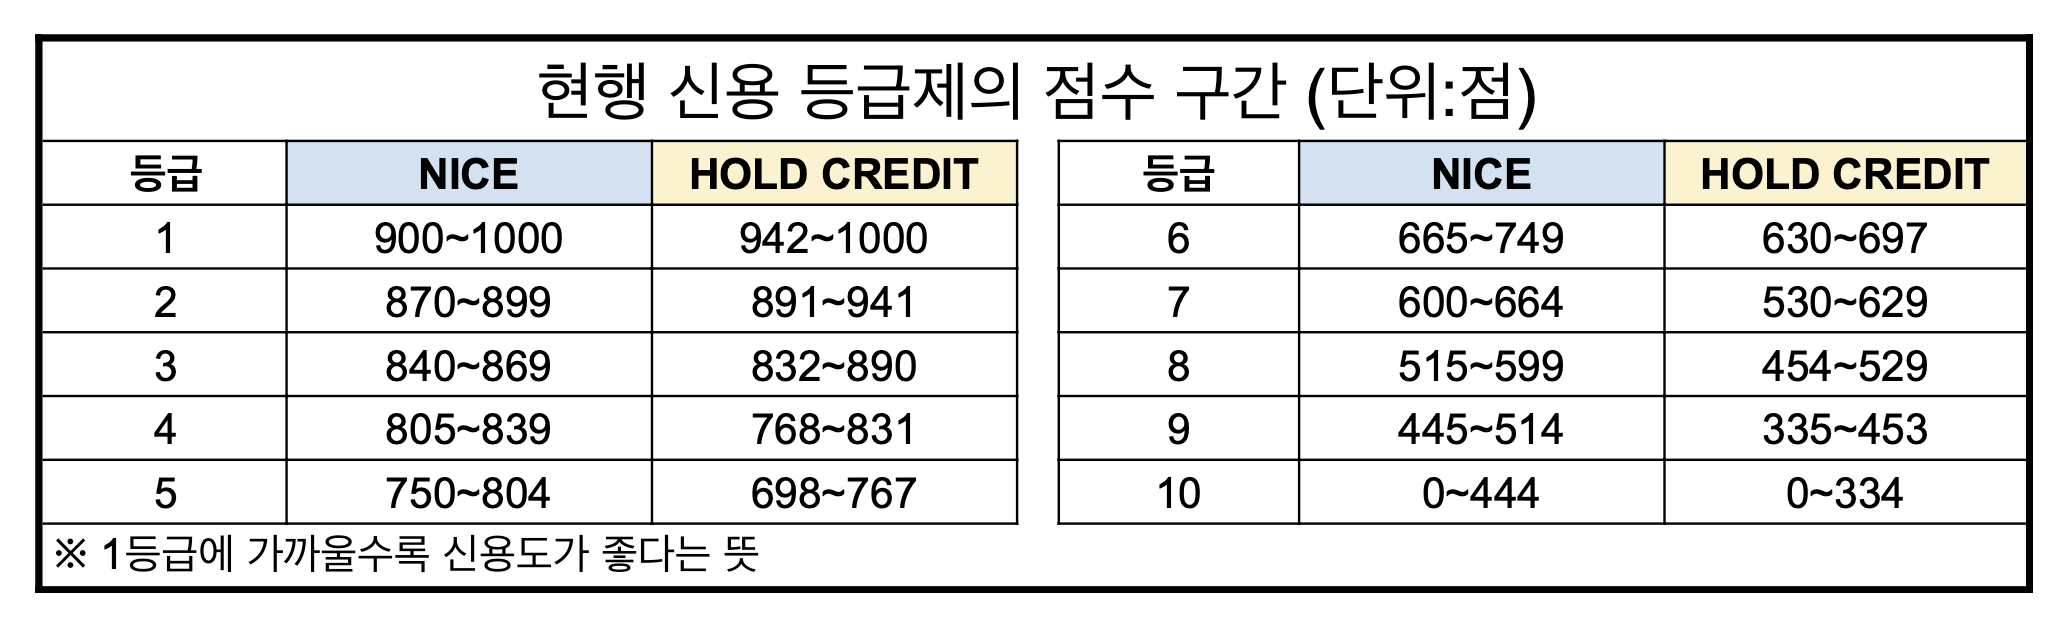 현행 신용 등급제의 점수 구간 (단위:점)
등급 NICE HOLD CREDIT 등급 NICE HOLD CREDIT
1 900~1000 942~1000 6 665~749 630~697
2 870~899 891~941 7 600~664 530~629
3 840~869 832~890 8 515~599 454~529
4 805~839 768~831 9 445~514 335~453
5 750~804 698~767 10 0~444 0~334
※ 1등급에 가까울수록 신용도가 좋다는 뜻